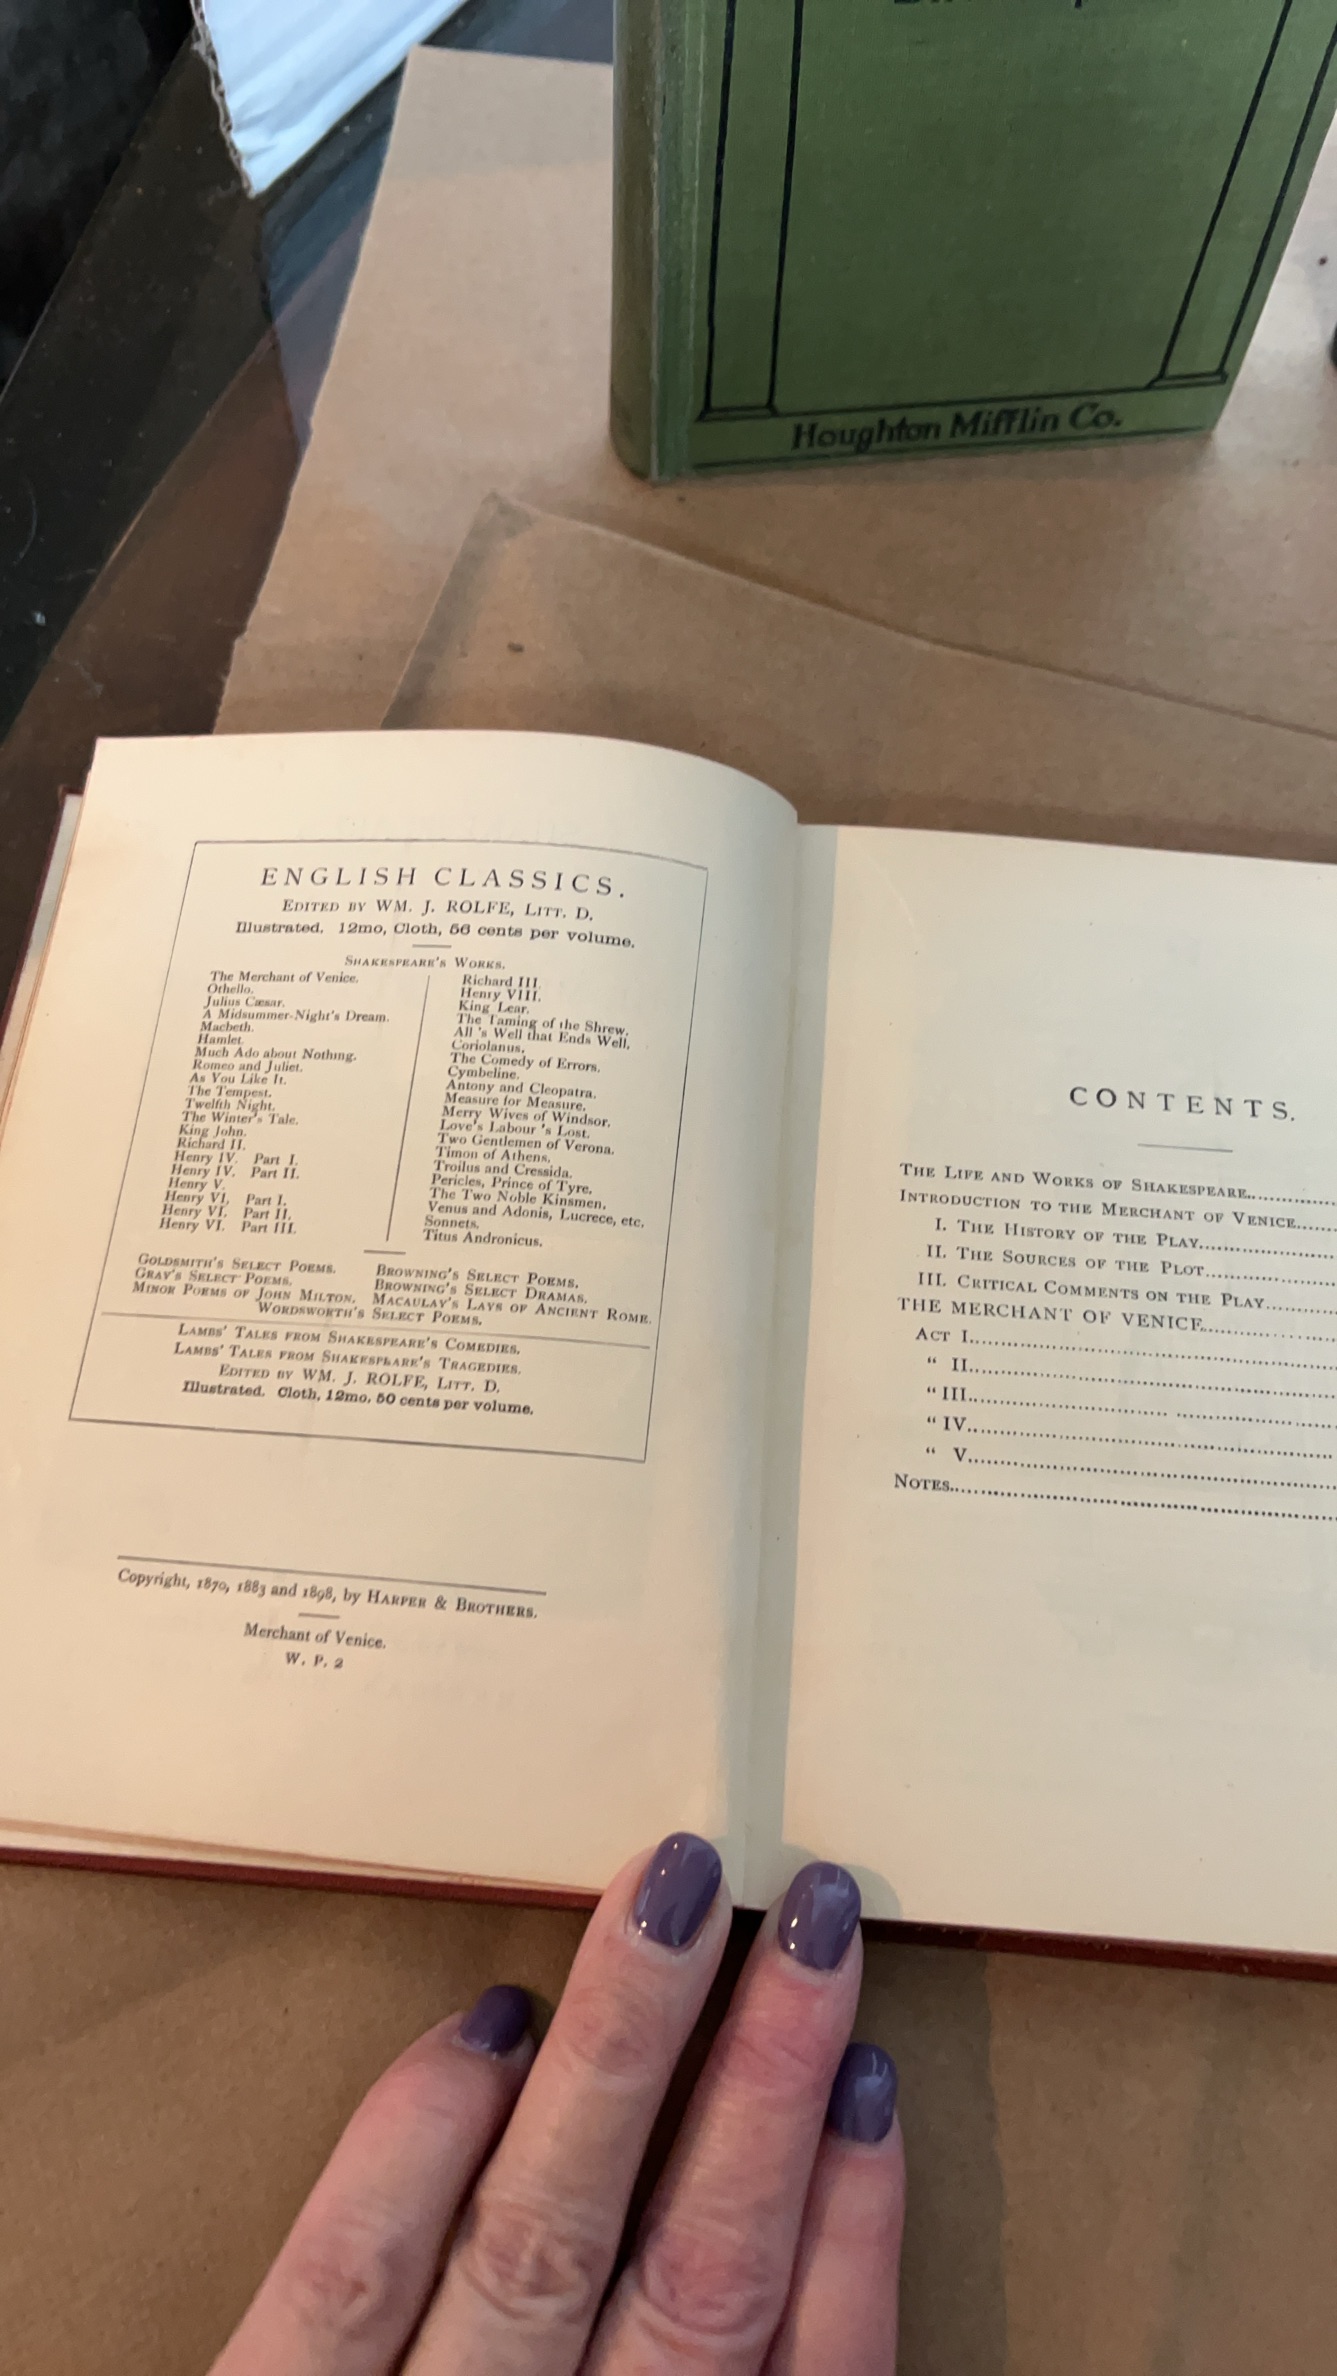 Houghton Mifflin Co.
ENGLISH CLASSICS.
EDITED BY WM. J. ROLFE, LITT. D.
Illustrated. 12mo, Cloth, 56 cents per volume.
SHAKESPEARE'S WORKS.
The Merchant of Venice.
Othello.
Julius Cæsar.
A Midsummer-Night's Dream.
Macbeth.
Hamlet.
Much Ado about Nothing.
Romeo and Juliet.
As You Like It.
The Tempest.
Twelfth Night.
The Winter's Tale.
King John.
Richard II.
Henry IV. Part I.
Henry IV. Part II.
Henry V.
Henry VI. Part I.
Henry VI. Part II.
Henry VI. Part III.
Richard III.
Henry VIII.
King Lear.
The Taming of the Shrew.
All 's Well that Ends Well.
Coriolanus.
The Comedy of Errors.
Cymbeline.
Antony and Cleopatra.
Measure for Measure.
Merry Wives of Windsor.
Love's Labour 's Lost.
Two Gentlemen of Verona.
Timon of Athens.
Troilus and Cressida.
Pericles, Prince of Tyre.
The Two Noble Kinsmen.
Venus and Adonis, Lucrece, etc.
Sonnets.
Titus Andronicus.
GOLDSMITH'S SELECT POEMS. BROWNING'S SELECT POEMS.
GRAY'S SELECT POEMS. BROWNING'S SELECT DRAMAS.
MINOR POEMS OF JOHN MILTON. MACAULAY'S LAYS OF ANCIENT ROME.
WORDSWORTH'S SELECT POEMS.
LAMBS' TALES FROM SHAKESPEARE'S COMEDIES.
LAMBS' TALES FROM SHAKESPEARE'S TRAGEDIES.
EDITED BY WM. J. ROLFE, LITT. D.
Illustrated. Cloth, 12mo, 50 cents per volume.
Copyright, 1870, 1883 and 1898, by HARPER & BROTHERS.
Merchant of Venice.
W. P. 2
CONTENTS.
THE LIFE AND WORKS OF SHAKESPEARE
INTRODUCTION TO THE MERCHANT OF VENICE
I. THE HISTORY OF THE PLAY
II. THE SOURCES OF THE PLOT
III. CRITICAL COMMENTS ON THE PLAY
THE MERCHANT OF VENICE
ACT I
" II
" III
" IV
" V
NOTES